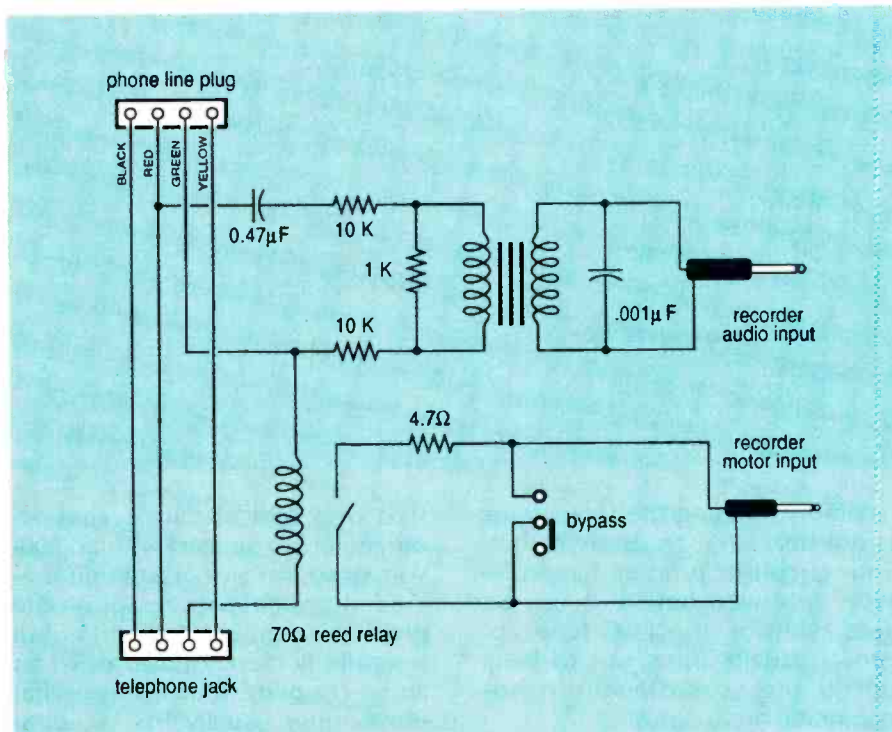 phone line plug
BLACK
RED
GREEN
YELLOW
0.47µF
10 K
1 K
.001µ F
recorder
audio input
10 K
4.7Ω
recorder
motor input
bypass
70Ω reed relay
telephone jack